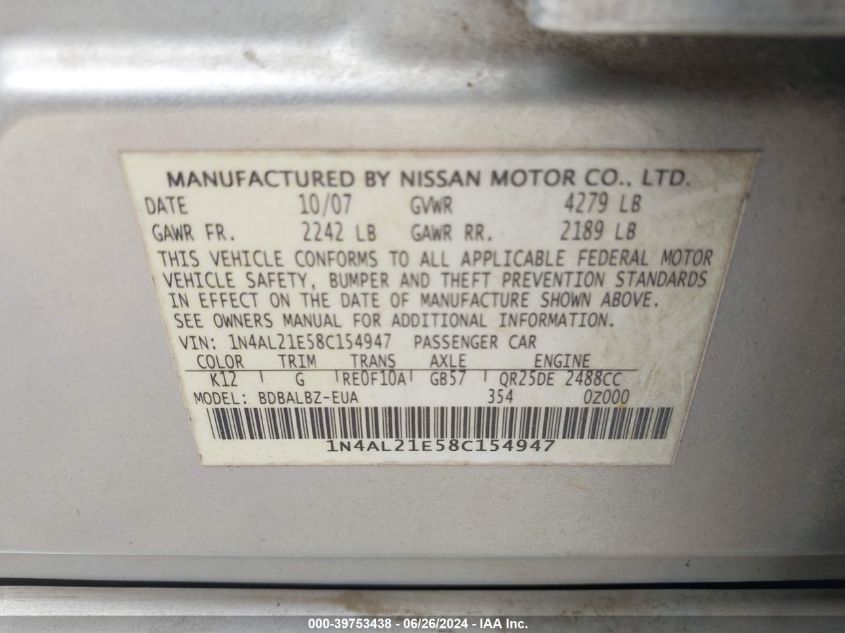 MANUFACTURED BY NISSAN MOTOR CO., LTD.
DATE 10/07 GVWR 4279 LB
GAWR FR. 2242 LB GAWR RR. 2189 LB
THIS VEHICLE CONFORMS TO ALL APPLICABLE FEDERAL MOTOR
VEHICLE SAFETY, BUMPER AND THEFT PREVENTION STANDARDS
IN EFFECT ON THE DATE OF MANUFACTURE SHOWN ABOVE.
SEE OWNERS MANUAL FOR ADDITIONAL INFORMATION.
VIN: 1N4AL21E58C154947 PASSENGER CAR
COLOR TRIM TRANS AXLE ENGINE
K12 G RE0F10A GB57 QR25DE 2488CC
MODEL: BDBALBZ-EUA 354 0Z000
1N4AL21E58C154947
000-39753438 - 06/26/2024 - IAA Inc.